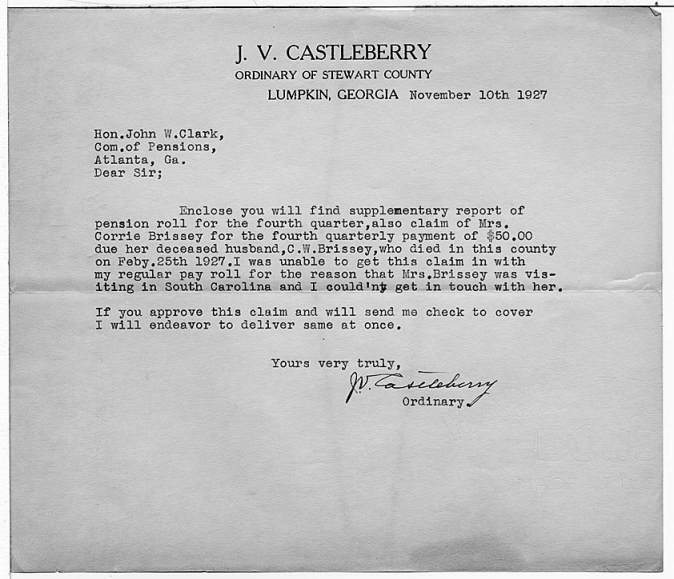 J. V. CASTLEBERRY
ORDINARY OF STEWART COUNTY
LUMPKIN, GEORGIA November 10th 1927
Hon.John W.Clark,
Com.of Pensions,
Atlanta, Ga.
Dear Sir;
Enclose you will find supplementary report of
pension roll for the fourth quarter,also claim of Mrs.
Corrie Brissey for the fourth quarterly payment of $50.00
due her deceased husband,C.W.Brissey,who died in this county
on Feby.25th 1927.I was unable to get this claim in with
my regular pay roll for the reason that Mrs.Brissey was vis-
iting in South Carolina and I could'nt get in touch with her.
If you approve this claim and will send me check to cover
I will endeavor to deliver same at once.
Yours very truly,
J.V. Castleberry
Ordinary.